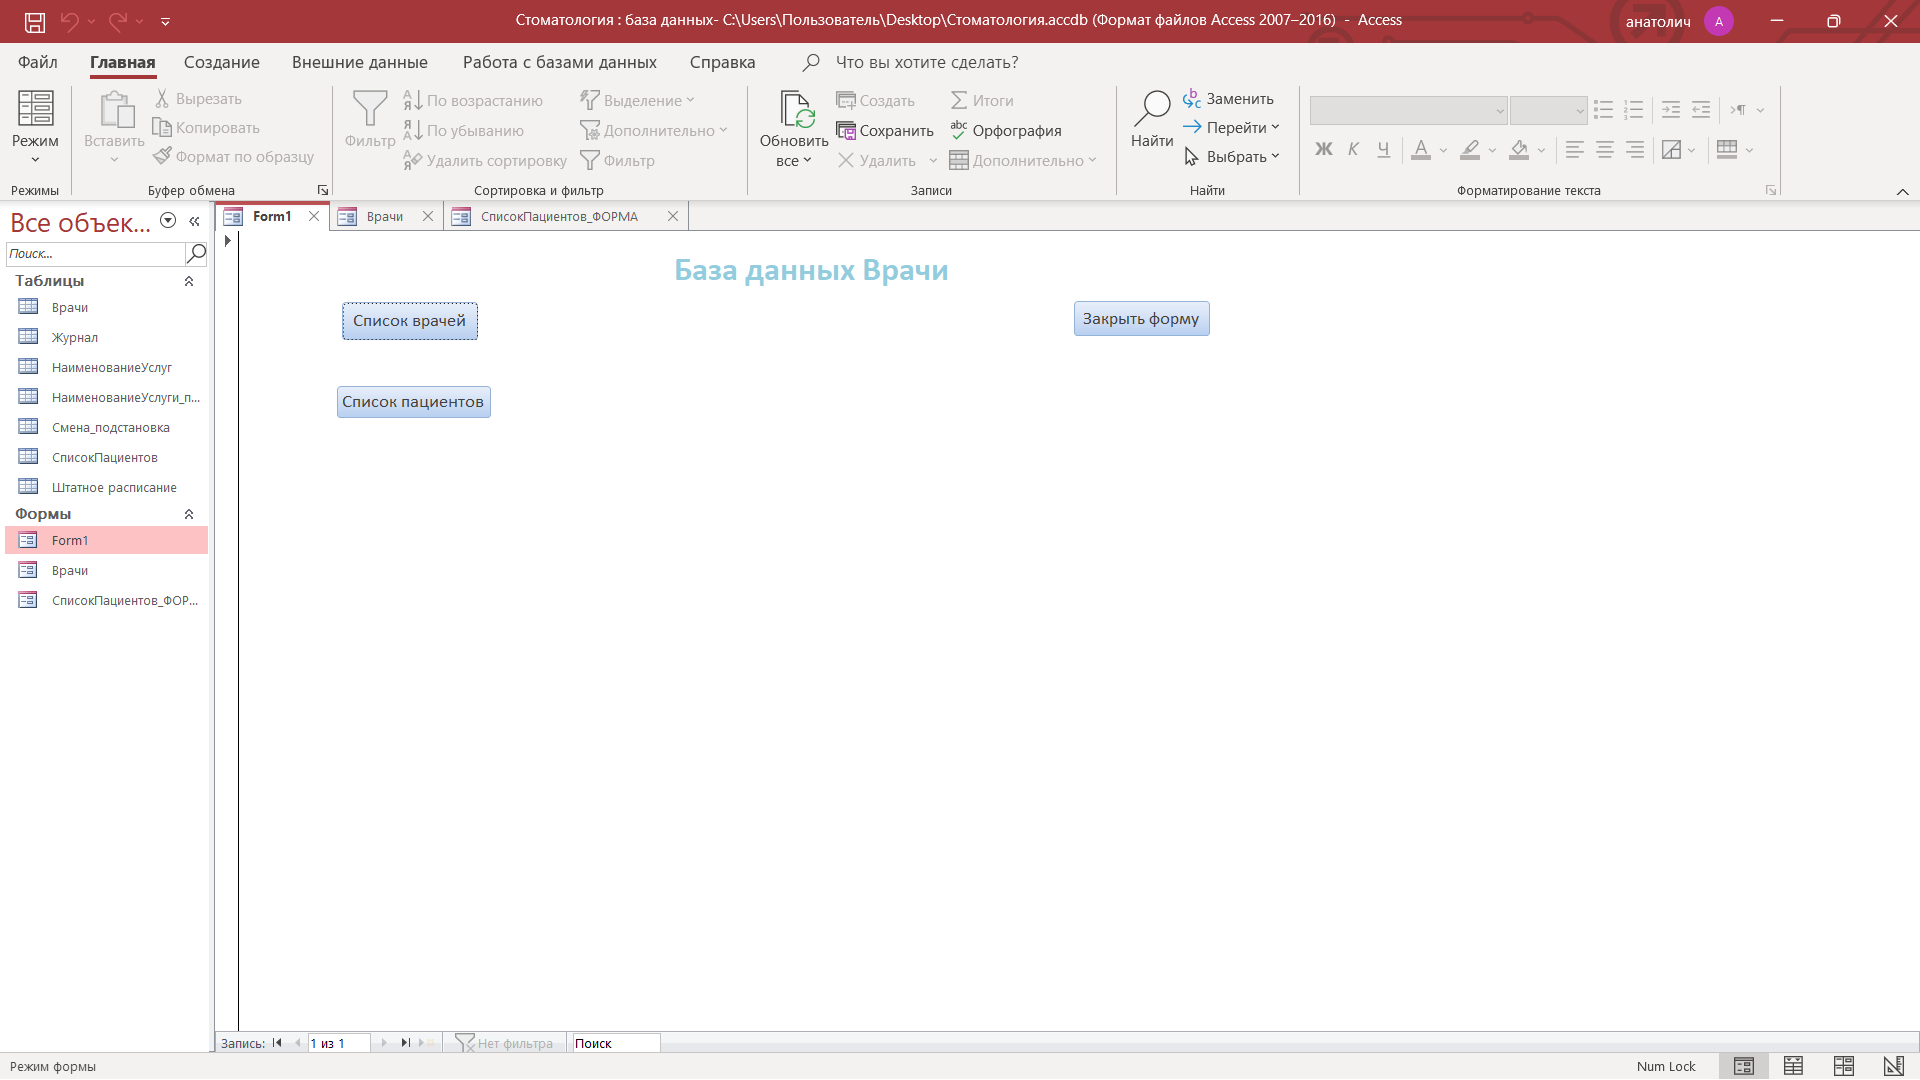 Стоматология : база данных- C:\Users\Пользователь\Desktop\Стоматология.accdb (Формат файлов Access 2007–2016) - Access
анатолич
А
Файл
Главная
Создание
Внешние данные
Работа с базами данных
Справка
Что вы хотите сделать?
Режим
Режимы
Вставить
Вырезать
Копировать
Формат по образцу
Буфер обмена
Фильтр
По возрастанию
По убыванию
Удалить сортировку
Выделение
Дополнительно
Фильтр
Сортировка и фильтр
Обновить
все
Создать
Сохранить
Удалить
Итоги
Орфография
Дополнительно
Записи
Найти
Заменить
Перейти
Выбрать
Найти
Ж К Ч
Форматирование текста
Все объек...
Поиск...
Таблицы
Врачи
Журнал
НаименованиеУслуг
НаименованиеУслуги_п...
Смена_подстановка
СписокПациентов
Штатное расписание
Формы
Form1
Врачи
СписокПациентов_ФОР...
Form1
Врачи
СписокПациентов_ФОРМА
База данных Врачи
Список врачей
Закрыть форму
Список пациентов
Запись:
1 из 1
Нет фильтра
Поиск
Режим формы
Num Lock